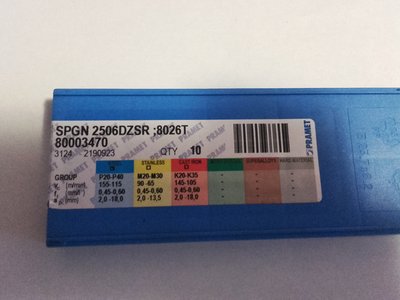 SPGN 2506DZSR ;8026T
80003470
3124 2190923 QTY 10
STAINLESS CAST IRON SUPERALLOYS HARD MATERIAL
GROUP P20-P40 M20-M30 K20-K35
(m/min) 155-115 90-65 145-105
0,45-0,60 0,45-0,60 0,45-0,60
(mm) 2,0-18,0 2,0-13,5 2,0-18,0
PRAMET